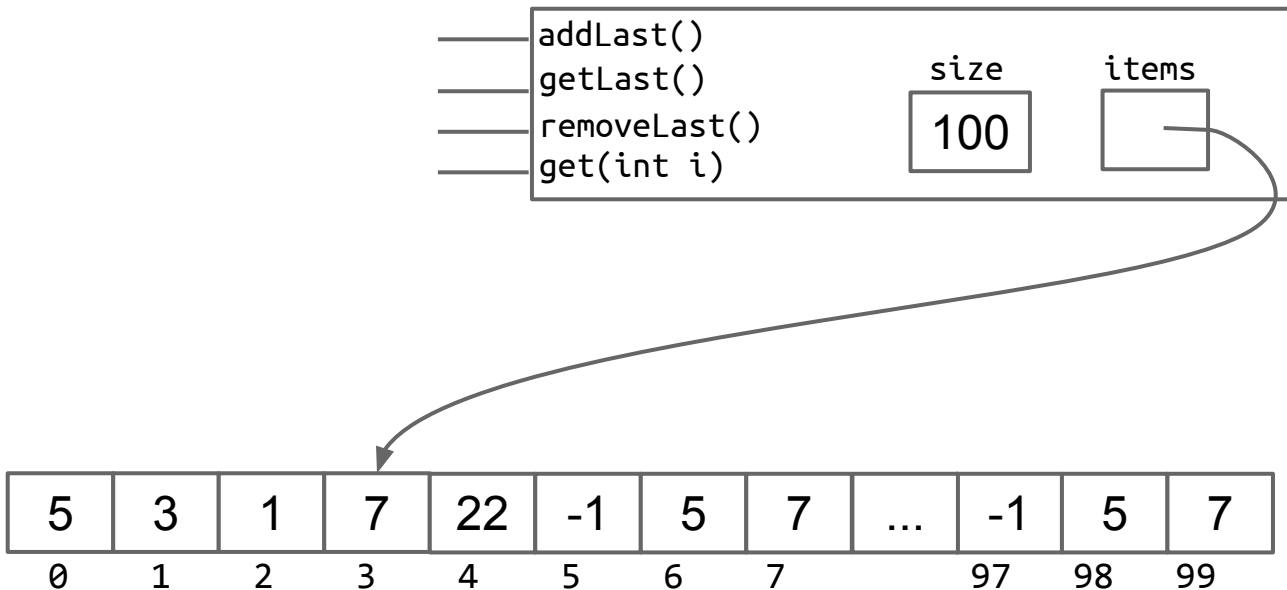 addLast()
getLast()
removeLast()
get(int i)
size
items
100
5 3 1 7 22 -1 5 7 ... -1 5 7
0 1 2 3 4 5 6 7 97 98 99